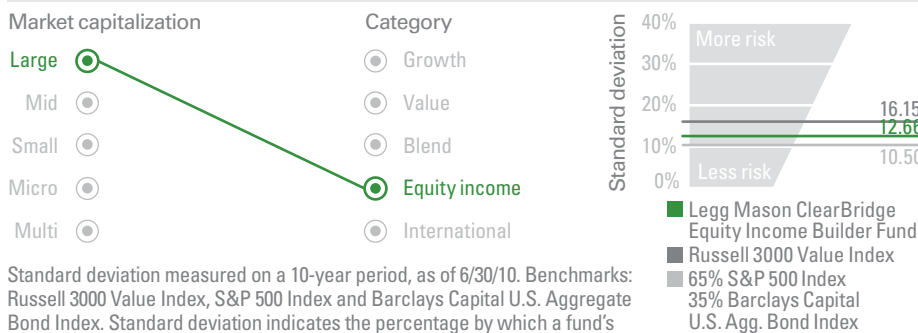 Market capitalization
Large
Mid
Small
Micro
Multi
Category
Growth
Value
Blend
Equity income
International
Standard deviation
40%
30%
20%
10%
0%
More risk
Less risk
16.15
12.66
10.50
Legg Mason ClearBridge
Equity Income Builder Fund
Russell 3000 Value Index
65% S&P 500 Index
35% Barclays Capital
U.S. Agg. Bond Index
Standard deviation measured on a 10-year period, as of 6/30/10. Benchmarks:
Russell 3000 Value Index, S&P 500 Index and Barclays Capital U.S. Aggregate
Bond Index. Standard deviation indicates the percentage by which a fund's